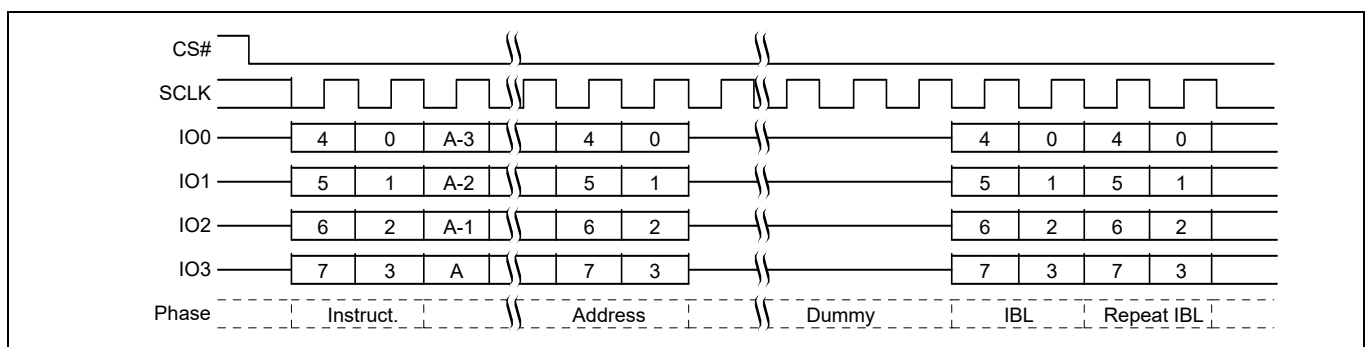 CS#
SCLK
IO0 4 0 A-3 4 0 4 0 4 0
IO1 5 1 A-2 5 1 5 1 5 1
IO2 6 2 A-1 6 2 6 2 6 2
IO3 7 3 A 7 3 7 3 7 3
Phase Instruct. Address Dummy IBL Repeat IBL